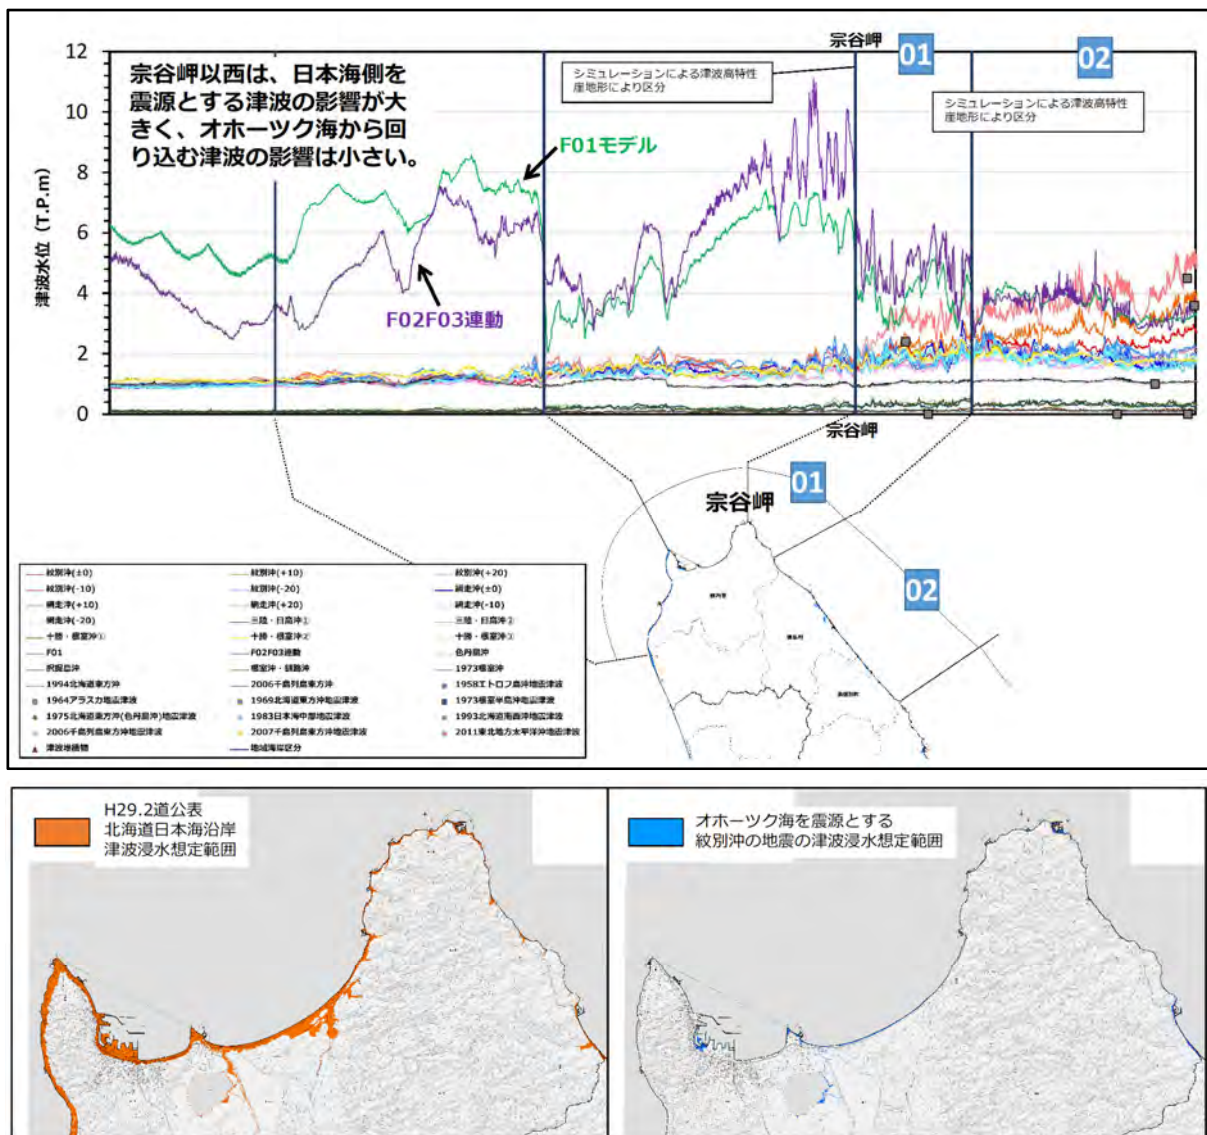 宗谷岬
01
02
12
10
8
6
4
2
0
津波水位（T.P.m）
宗谷岬以西は、日本海側を
震源とする津波の影響が大
きく、オホーツク海から回
り込む津波の影響は小さい。
シミュレーションによる津波高特性
崖地形により区分
シミュレーションによる津波高特性
崖地形により区分
F01モデル
F02F03連動
宗谷岬
01
宗谷岬
02
紋別沖(±0)
紋別沖(+10)
紋別沖(+20)
紋別沖(-10)
紋別沖(-20)
網走沖(±0)
網走沖(+10)
網走沖(+20)
網走沖(-10)
網走沖(-20)
三陸・日高沖①
三陸・日高沖②
十勝・根室沖①
十勝・根室沖②
十勝・根室沖③
F01
F02F03連動
色丹島沖
択捉島沖
根室沖・釧路沖
1973根室沖
1994北海道東方沖
2006千島列島東方沖
1958エトロフ島沖地震津波
1964アラスカ地震津波
1969北海道東方沖地震津波
1973根室半島沖地震津波
1975北海道東方沖(色丹島沖)地震津波
1983日本海中部地震津波
1993北海道南西沖地震津波
2006千島列島東方沖地震津波
2007千島列島東方沖地震津波
2011東北地方太平洋沖地震津波
津波堆積物
地域海岸区分
H29.2道公表
北海道日本海沿岸
津波浸水想定範囲
オホーツク海を震源とする
紋別沖の地震の津波浸水想定範囲